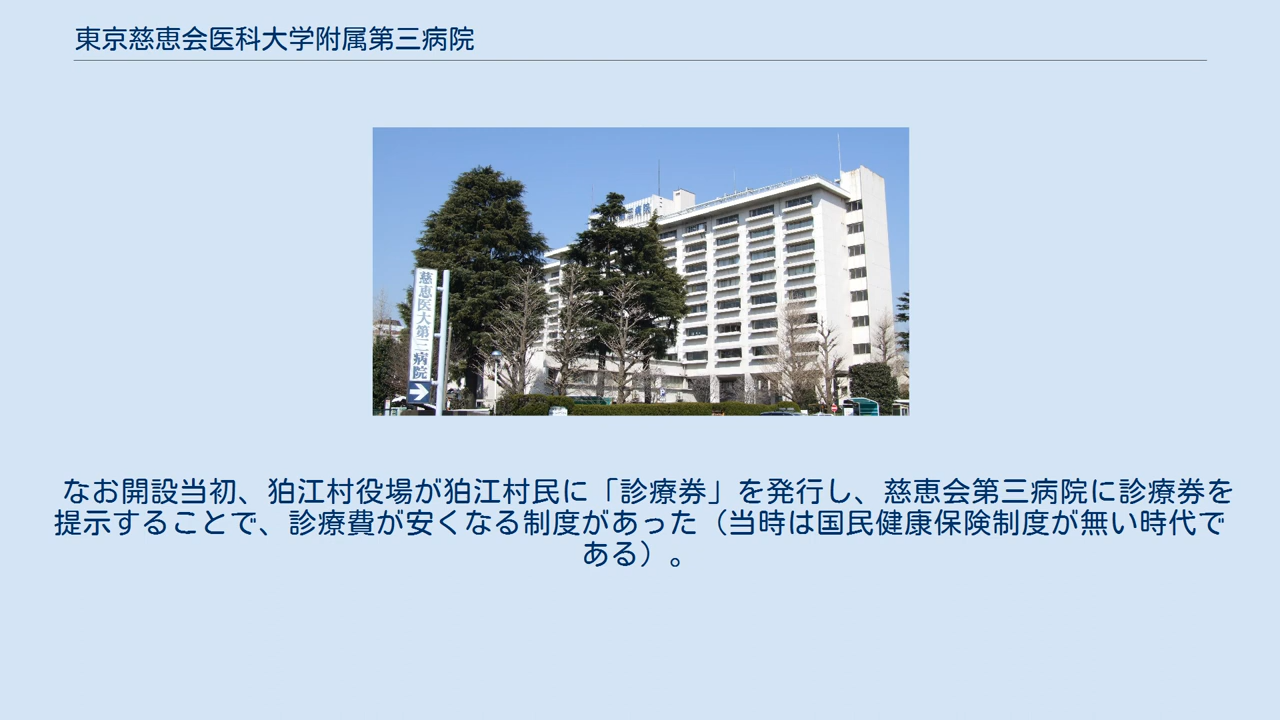 東京慈恵会医科大学附属第三病院
第三病院
慈恵医大第三病院
なお開設当初、狛江村役場が狛江村民に「診療券」を発行し、慈恵会第三病院に診療券を
提示することで、診療費が安くなる制度があった（当時は国民健康保険制度が無い時代で
ある）。